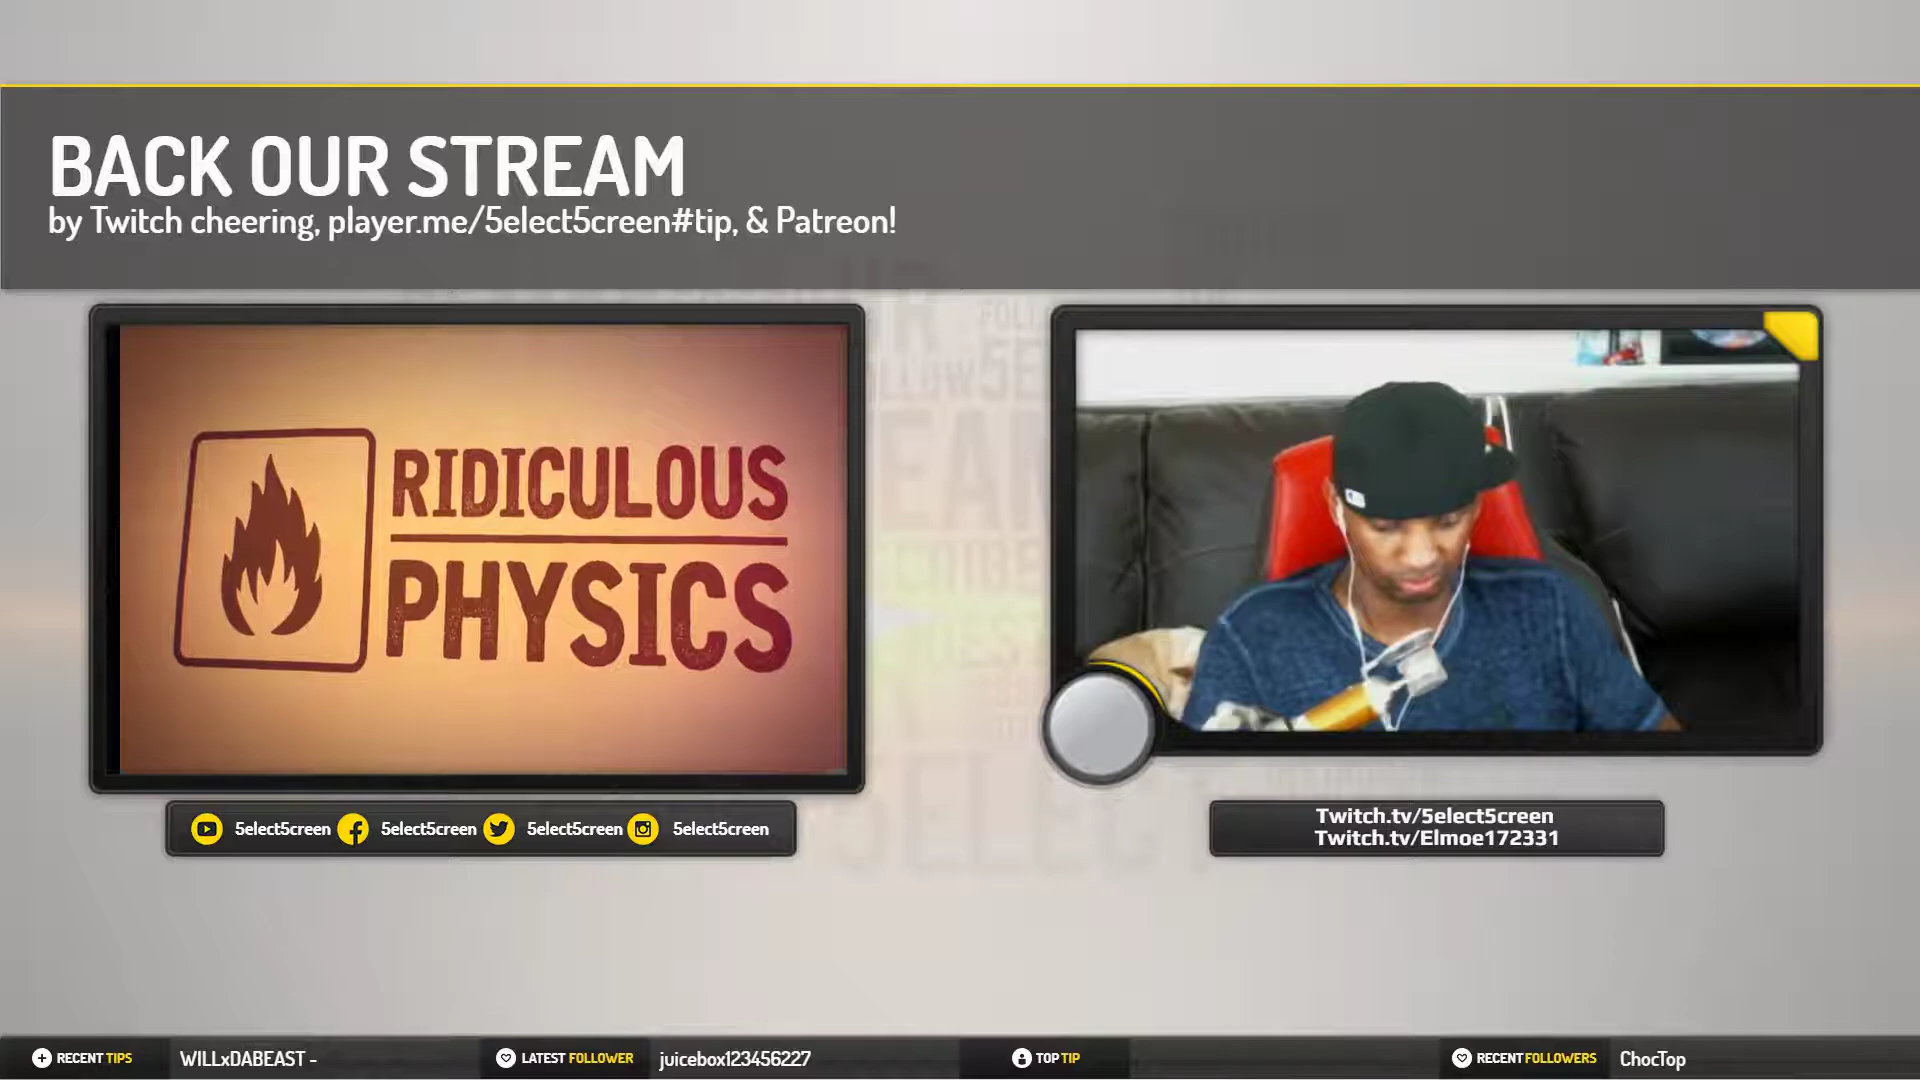 BACK OUR STREAM
by Twitch cheering, player.me/5elect5creen#tip, & Patreon!
RIDICULOUS
PHYSICS
5elect5creen 5elect5creen 5elect5creen 5elect5creen
Twitch.tv/5elect5creen
Twitch.tv/Elmoe172331
RECENT TIPS WILLxDABEAST - LATEST FOLLOWER juicebox123456227 TOP TIP RECENT FOLLOWERS ChocTop